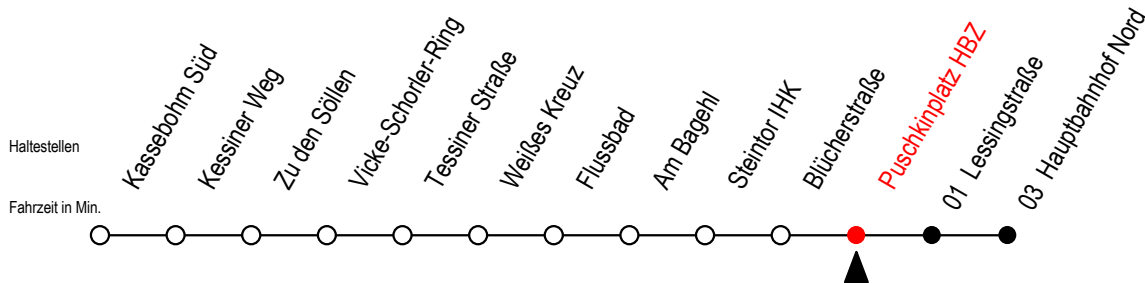 Haltestellen
Fahrzeit in Min.
Kassebohm Süd
Kessiner Weg
Zu den Söllen
Vicke-Schorler-Ring
Tessiner Straße
Weißes Kreuz
Flussbad
Am Bagehl
Steintor IHK
Blücherstraße
Puschkinplatz HBZ
01 Lessingstraße
03 Hauptbahnhof Nord